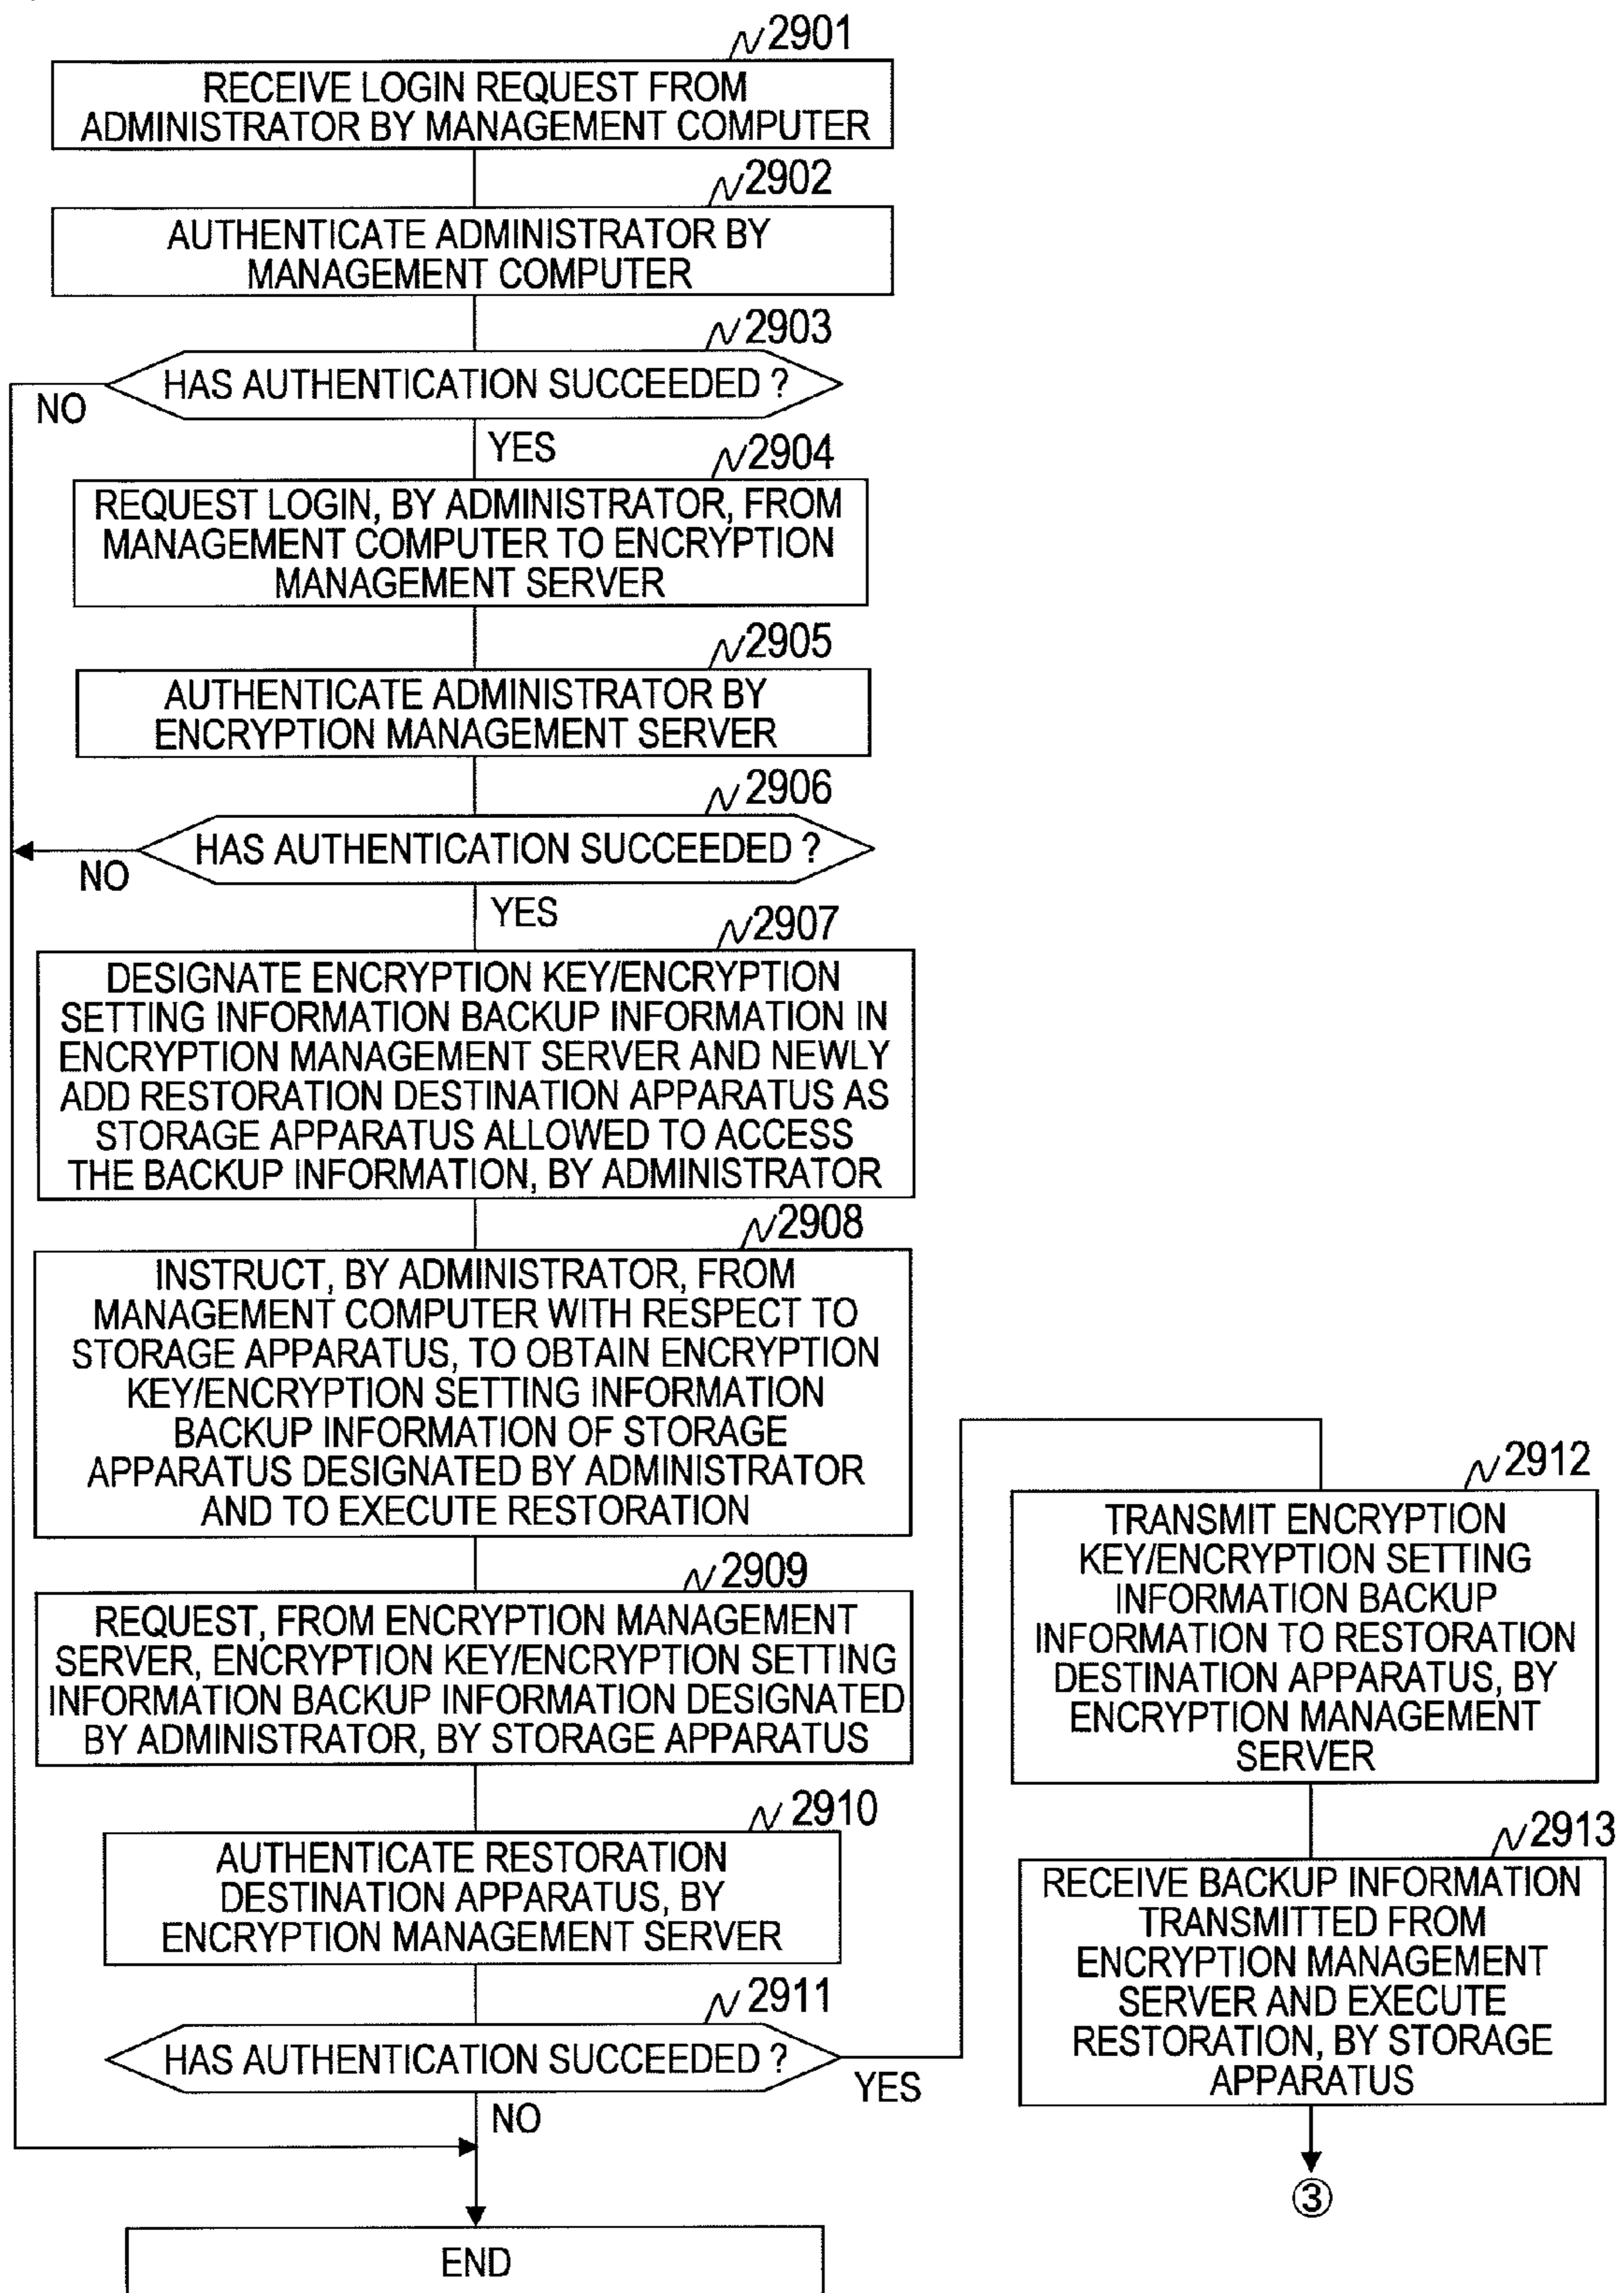 2901
RECEIVE LOGIN REQUEST FROM
ADMINISTRATOR BY MANAGEMENT COMPUTER
2902
AUTHENTICATE ADMINISTRATOR BY
MANAGEMENT COMPUTER
2903
HAS AUTHENTICATION SUCCEEDED ?
NO
YES
2904
REQUEST LOGIN, BY ADMINISTRATOR, FROM
MANAGEMENT COMPUTER TO ENCRYPTION
MANAGEMENT SERVER
2905
AUTHENTICATE ADMINISTRATOR BY
ENCRYPTION MANAGEMENT SERVER
2906
HAS AUTHENTICATION SUCCEEDED ?
NO
YES
2907
DESIGNATE ENCRYPTION KEY/ENCRYPTION
SETTING INFORMATION BACKUP INFORMATION IN
ENCRYPTION MANAGEMENT SERVER AND NEWLY
ADD RESTORATION DESTINATION APPARATUS AS
STORAGE APPARATUS ALLOWED TO ACCESS
THE BACKUP INFORMATION, BY ADMINISTRATOR
2908
INSTRUCT, BY ADMINISTRATOR, FROM
MANAGEMENT COMPUTER WITH RESPECT TO
STORAGE APPARATUS, TO OBTAIN ENCRYPTION
KEY/ENCRYPTION SETTING INFORMATION
BACKUP INFORMATION OF STORAGE
APPARATUS DESIGNATED BY ADMINISTRATOR
AND TO EXECUTE RESTORATION
2909
REQUEST, FROM ENCRYPTION MANAGEMENT
SERVER, ENCRYPTION KEY/ENCRYPTION SETTING
INFORMATION BACKUP INFORMATION DESIGNATED
BY ADMINISTRATOR, BY STORAGE APPARATUS
2910
AUTHENTICATE RESTORATION
DESTINATION APPARATUS, BY
ENCRYPTION MANAGEMENT SERVER
2911
HAS AUTHENTICATION SUCCEEDED ?
YES
NO
END
2912
TRANSMIT ENCRYPTION
KEY/ENCRYPTION SETTING
INFORMATION BACKUP
INFORMATION TO RESTORATION
DESTINATION APPARATUS, BY
ENCRYPTION MANAGEMENT
SERVER
2913
RECEIVE BACKUP INFORMATION
TRANSMITTED FROM
ENCRYPTION MANAGEMENT
SERVER AND EXECUTE
RESTORATION, BY STORAGE
APPARATUS
③